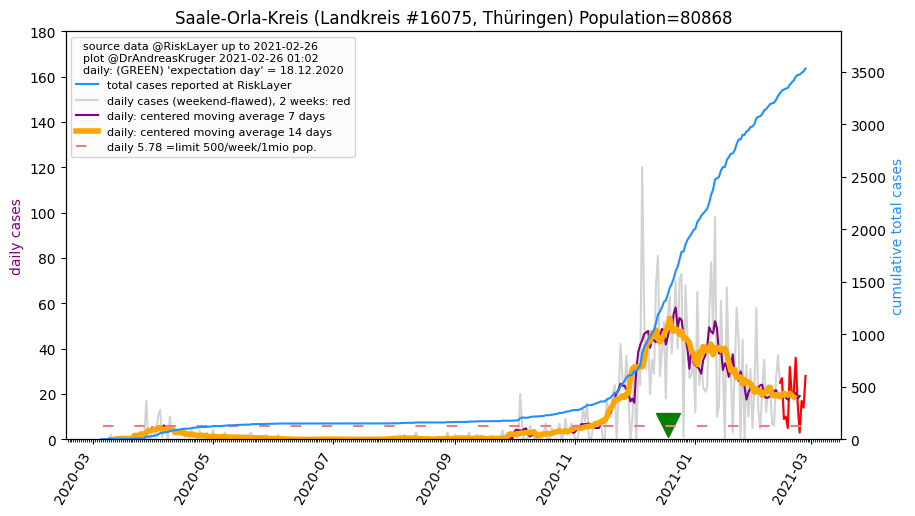 Saale-Orla-Kreis (Landkreis #16075, Thüringen) Population=80868
source data @RiskLayer up to 2021-02-26
plot @DrAndreasKruger 2021-02-26 01:02
daily: (GREEN) 'expectation day' = 18.12.2020
total cases reported at RiskLayer
daily cases (weekend-flawed), 2 weeks: red
daily: centered moving average 7 days
daily: centered moving average 14 days
daily 5.78 =limit 500/week/1mio pop.
daily cases
180
160
140
120
100
80
60
40
20
0
cumulative total cases
3500
3000
2500
2000
1500
1000
500
0
2020-03
2020-05
2020-07
2020-09
2020-11
2021-01
2021-03